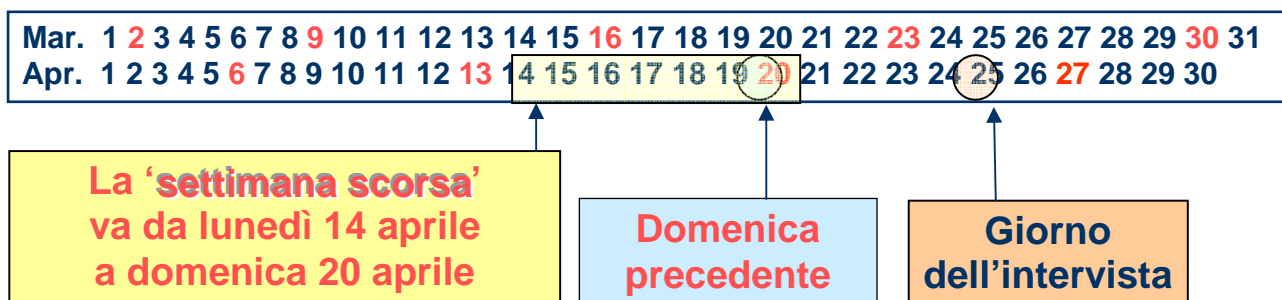 Mar. 1 2 3 4 5 6 7 8 9 10 11 12 13 14 15 16 17 18 19 20 21 22 23 24 25 26 27 28 29 30 31
Apr. 1 2 3 4 5 6 7 8 9 10 11 12 13 14 15 16 17 18 19 20 21 22 23 24 25 26 27 28 29 30
La ‘settimana scorsa’
va da lunedì 14 aprile
a domenica 20 aprile
Domenica
precedente
Giorno
dell'intervista